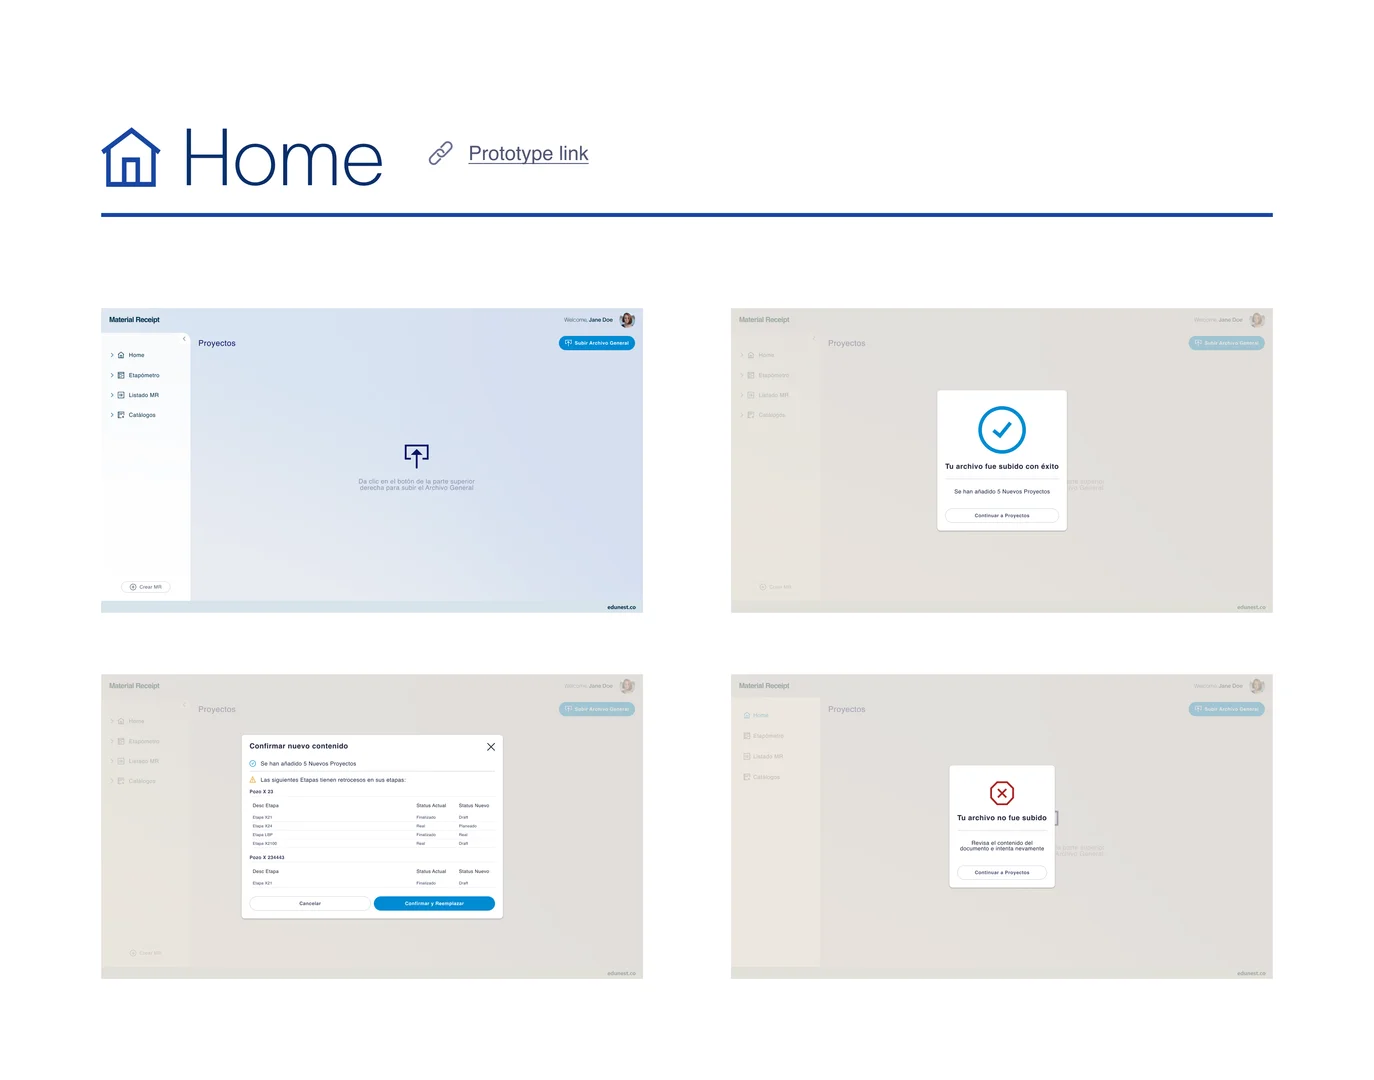 Home
Prototype link
Material Receipt
Welcome, Jane Doe
Proyectos
Subir Archivo General
Home
Etapómetro
Listado MR
Catálogos
Da clic en el botón de la parte superior
derecha para subir el Archivo General
Crear MR
edunest.co
Material Receipt
Welcome, Jane Doe
Proyectos
Subir Archivo General
Home
Etapómetro
Listado MR
Catálogos
Tu archivo fue subido con éxito
Se han añadido 5 Nuevos Proyectos
Continuar a Proyectos
Crear MR
edunest.co
Material Receipt
Welcome, Jane Doe
Proyectos
Subir Archivo General
Home
Etapómetro
Listado MR
Catálogos
Confirmar nuevo contenido
Se han añadido 5 Nuevos Proyectos
Las siguientes Etapas tienen retrocesos en sus etapas:
Pozo X 23
Desc Etapa Status Actual Status Nuevo
Etapa X21 Finalizado Draft
Etapa X24 Real Planeado
Etapa LBP Finalizado Real
Etapa X2100 Real Draft
Pozo X 234443
Desc Etapa Status Actual Status Nuevo
Etapa X21 Finalizado Draft
Cancelar
Confirmar y Reemplazar
Crear MR
edunest.co
Material Receipt
Welcome, Jane Doe
Proyectos
Subir Archivo General
Home
Etapómetro
Listado MR
Catálogos
Tu archivo no fue subido
Revisa el contenido del
documento e intenta nevamente
Continuar a Proyectos
edunest.co